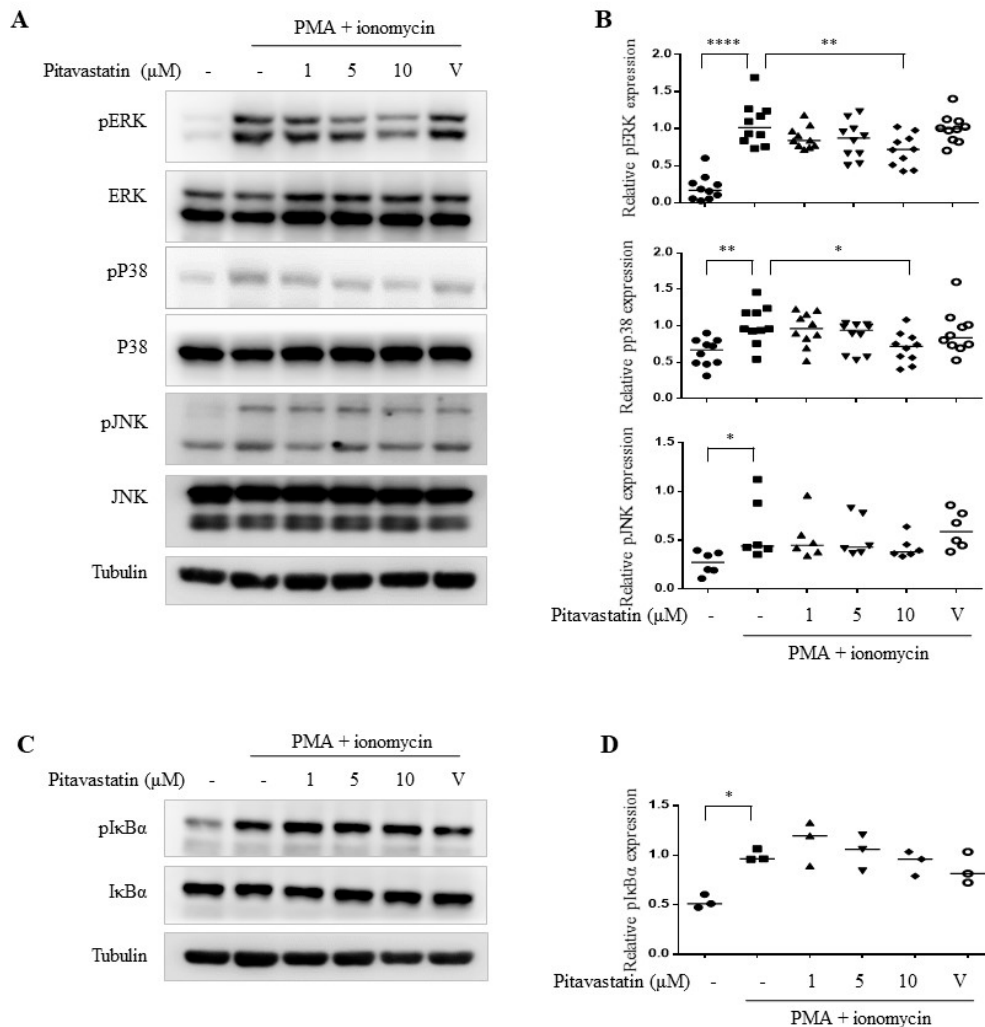 A
PMA + ionomycin
Pitavastatin (µM) - - 1 5 10 V
pERK
ERK
pP38
P38
pJNK
JNK
Tubulin
B
**** **
Relative pERK expression
2.0
1.5
1.0
0.5
0.0
** *
Relative pp38 expression
2.0
1.5
1.0
0.5
0.0
*
Relative pJNK expression
1.5
1.0
0.5
0.0
Pitavastatin (µM) - - 1 5 10 V
PMA + ionomycin
C
PMA + ionomycin
Pitavastatin (µM) - - 1 5 10 V
pIκBα
IκBα
Tubulin
D
*
Relative pIκBα expression
1.5
1.0
0.5
0.0
Pitavastatin (µM) - - 1 5 10 V
PMA + ionomycin